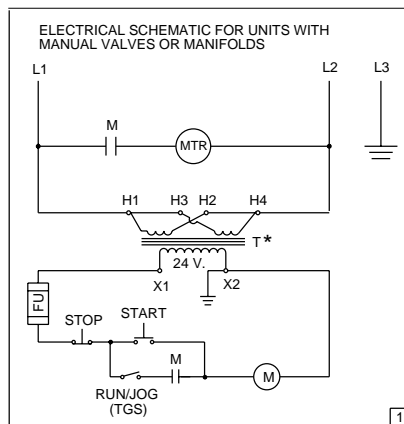 ELECTRICAL SCHEMATIC FOR UNITS WITH
MANUAL VALVES OR MANIFOLDS
L1 L2 L3
M
MTR
H1 H3 H2 H4
T*
24 V.
X1 X2
FU
STOP START
M
M
RUN/JOG
(TGS)
1